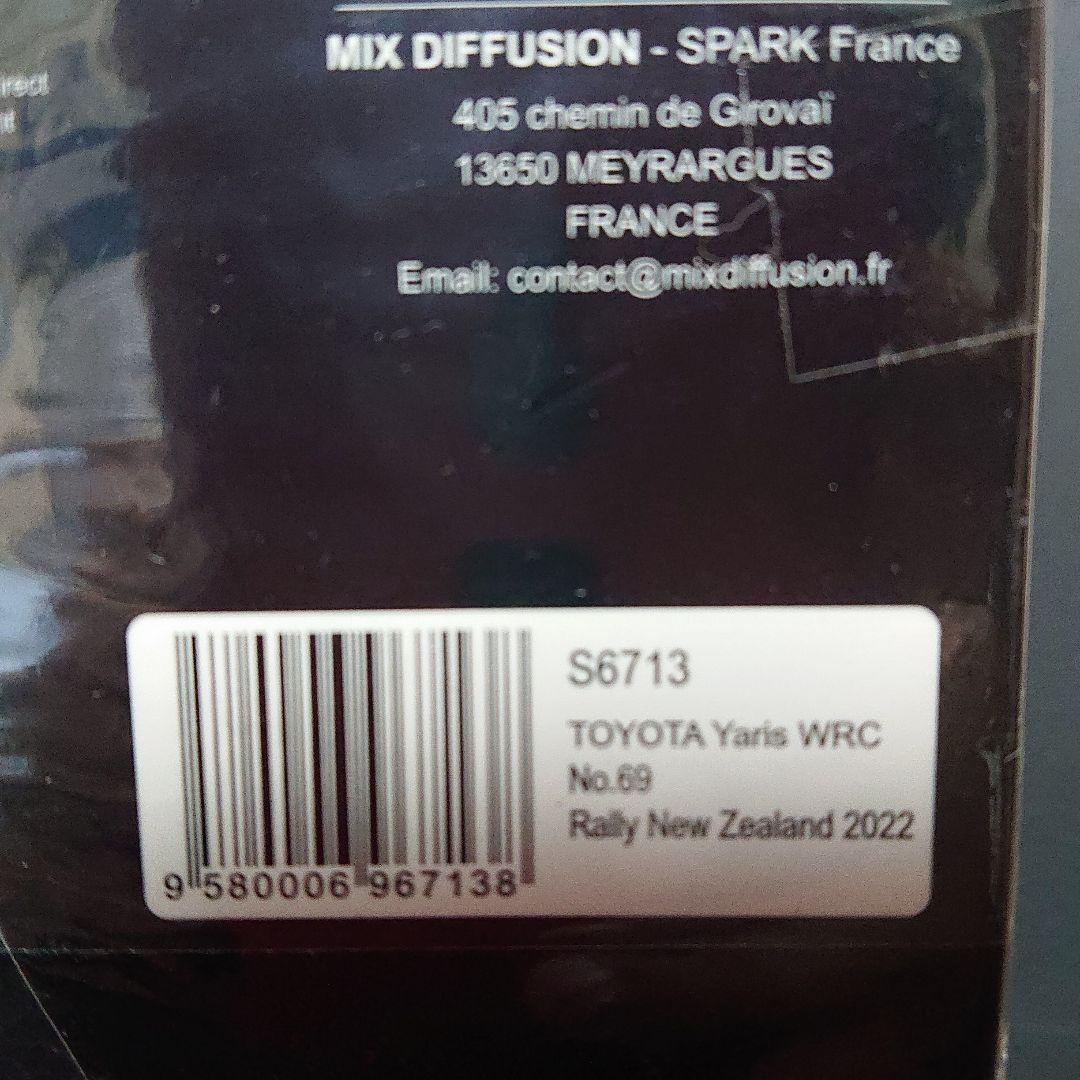 MIX DIFFUSION - SPARK France
405 chemin de Girovaï
13650 MEYRARGUES
FRANCE
Email: contact@mixdiffusion.fr
S6713
TOYOTA Yaris WRC
No.69
Rally New Zealand 2022
9 580006 967138